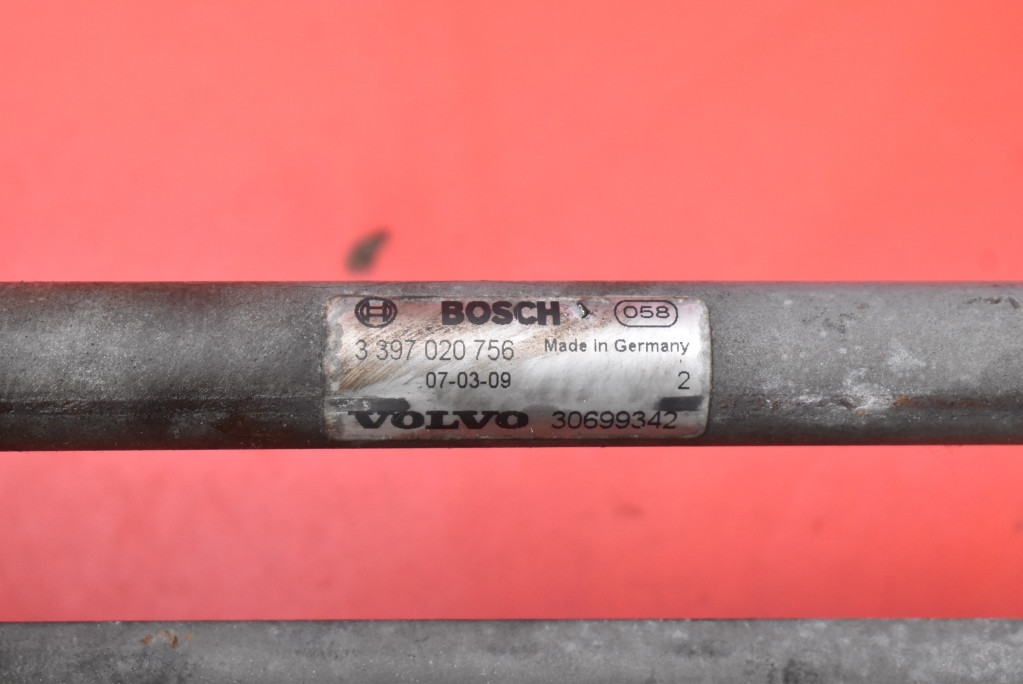 BOSCH 058
3 397 020 756 Made in Germany
07-03-09 2
VOLVO 30699342